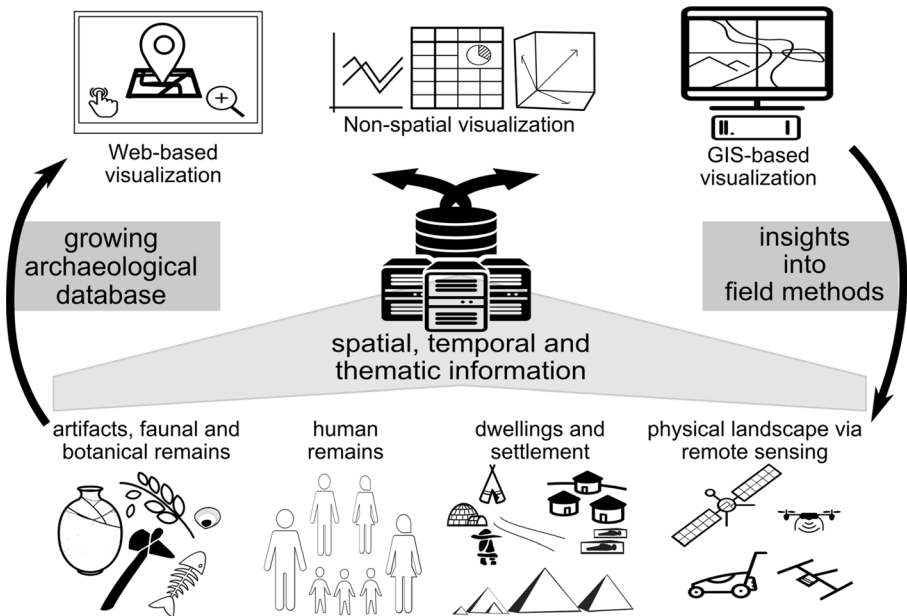 Non-spatial visualization
Web-based
visualization
GIS-based
visualization
growing
archaeological
database
insights
into
field methods
spatial, temporal and
thematic information
artifacts, faunal and
botanical remains
human
remains
dwellings and
settlement
physical landscape via
remote sensing